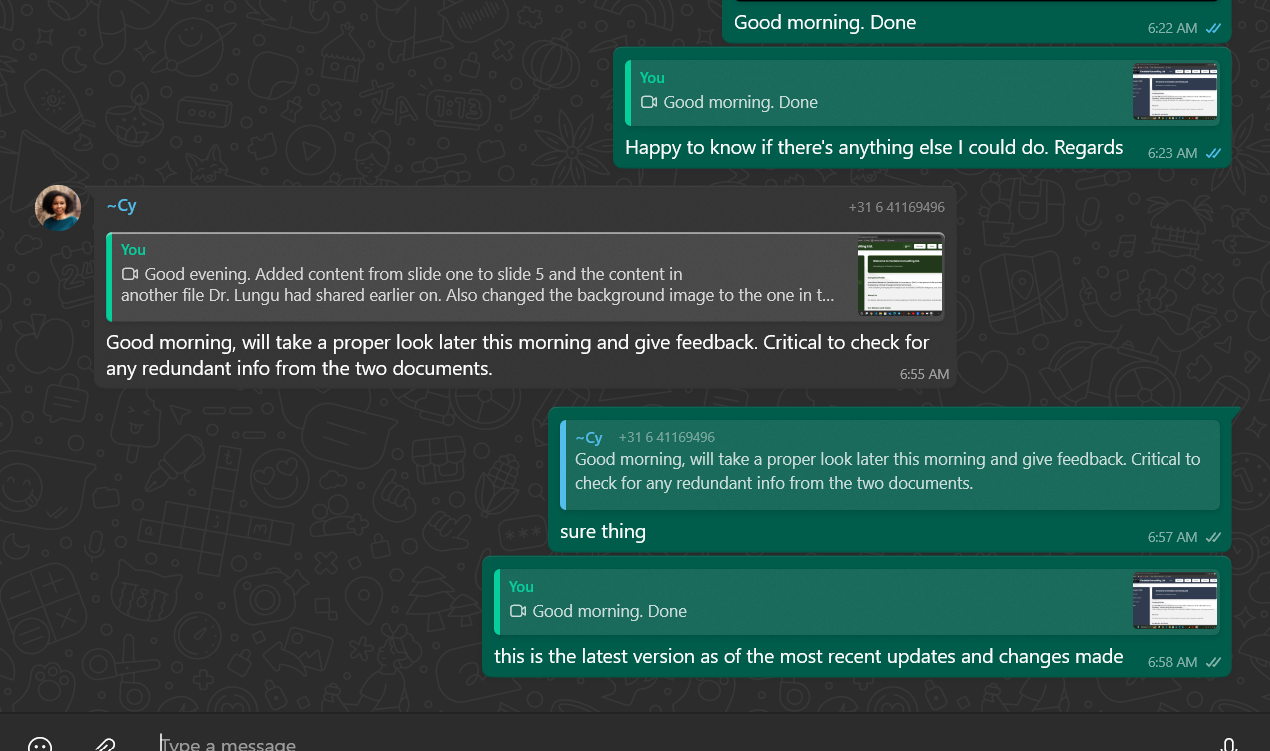 Good morning. Done
6:22 AM
You
Good morning. Done
Happy to know if there's anything else I could do. Regards
6:23 AM
~Cy
+31 6 41169496
You
Good evening. Added content from slide one to slide 5 and the content in
another file Dr. Lungu had shared earlier on. Also changed the background image to the one in t...
Good morning, will take a proper look later this morning and give feedback. Critical to check for
any redundant info from the two documents.
6:55 AM
~Cy +31 6 41169496
Good morning, will take a proper look later this morning and give feedback. Critical to
check for any redundant info from the two documents.
sure thing
6:57 AM
You
Good morning. Done
this is the latest version as of the most recent updates and changes made
6:58 AM
Type a message